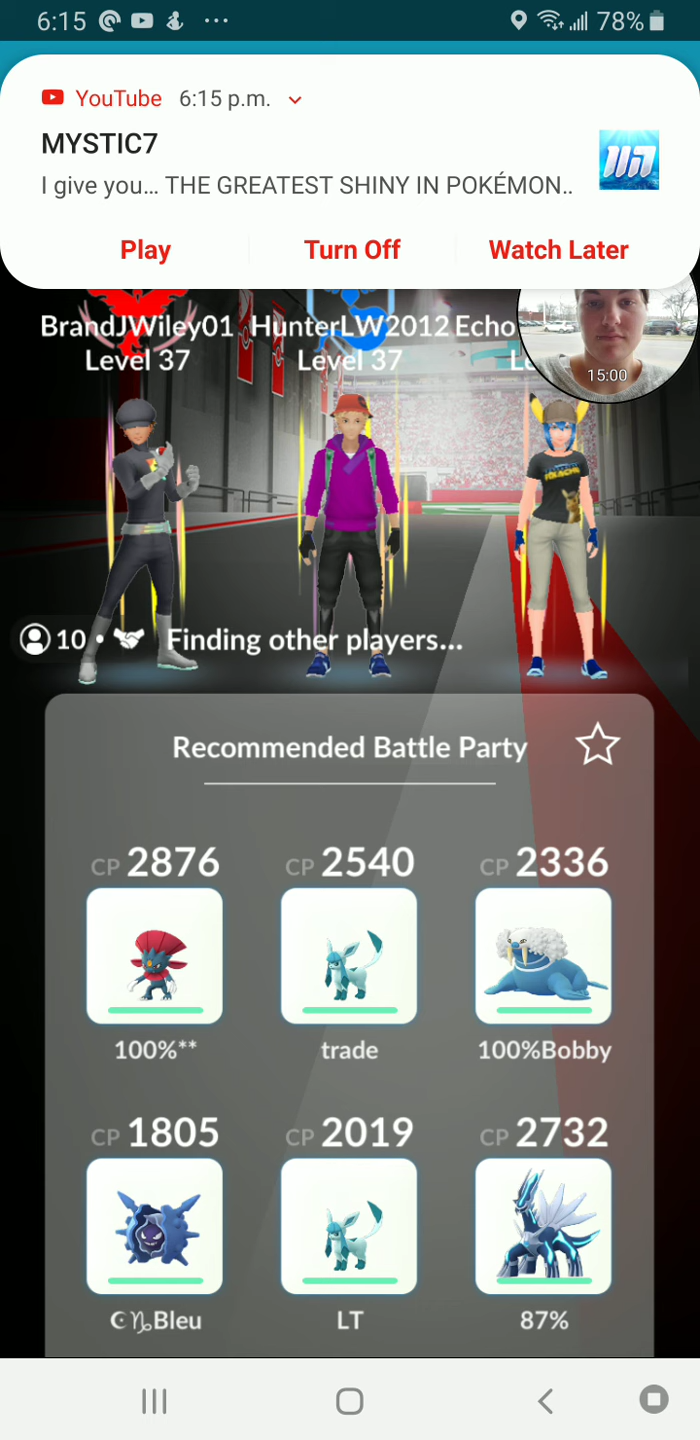 6:15 78%
YouTube 6:15 p.m.
MYSTIC7
I give you... THE GREATEST SHINY IN POKÉMON..
Play Turn Off Watch Later
BrandJWiley01 HunterLW2012 Echo
Level 37 Level 37
15:00
10 • Finding other players...
Recommended Battle Party
CP 2876 CP 2540 CP 2336
100%** trade 100%Bobby
CP 1805 CP 2019 CP 2732
☾♑Bleu LT 87%